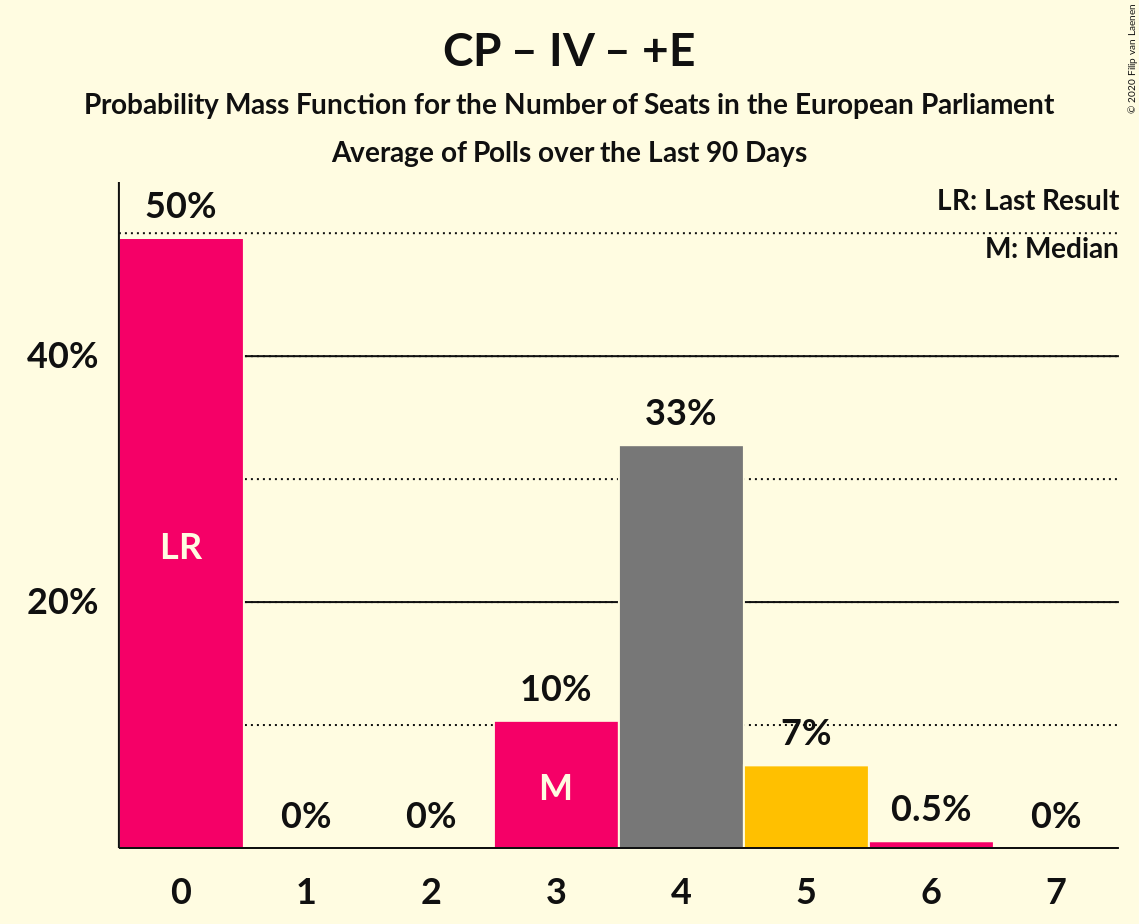 CP – IV – +E
Probability Mass Function for the Number of Seats in the European Parliament
Average of Polls over the Last 90 Days
© 2020 Filip van Laenen
LR: Last Result
M: Median
50%
40%
33%
LR
20%
10%
7%
M
0%
0%
0.5%
0%
0 1 2 3 4 5 6 7